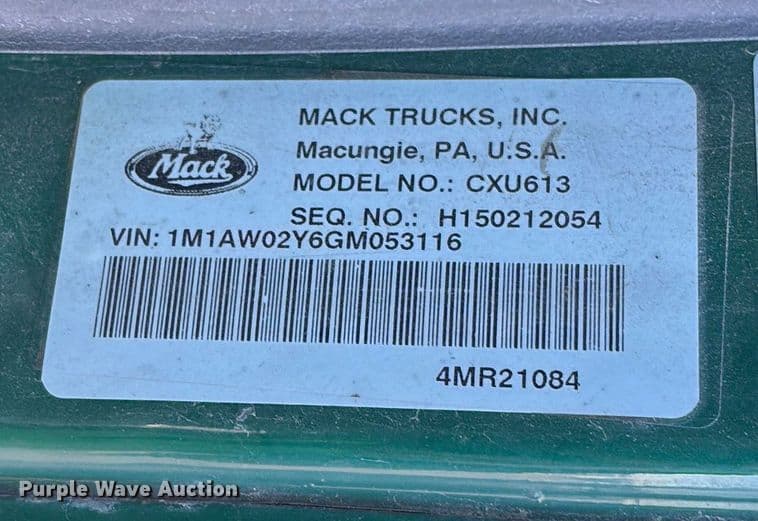 Mack
MACK TRUCKS, INC.
Macungie, PA, U.S.A.
MODEL NO.: CXU613
SEQ. NO.: H150212054
VIN: 1M1AW02Y6GM053116
4MR21084
Purple Wave Auction